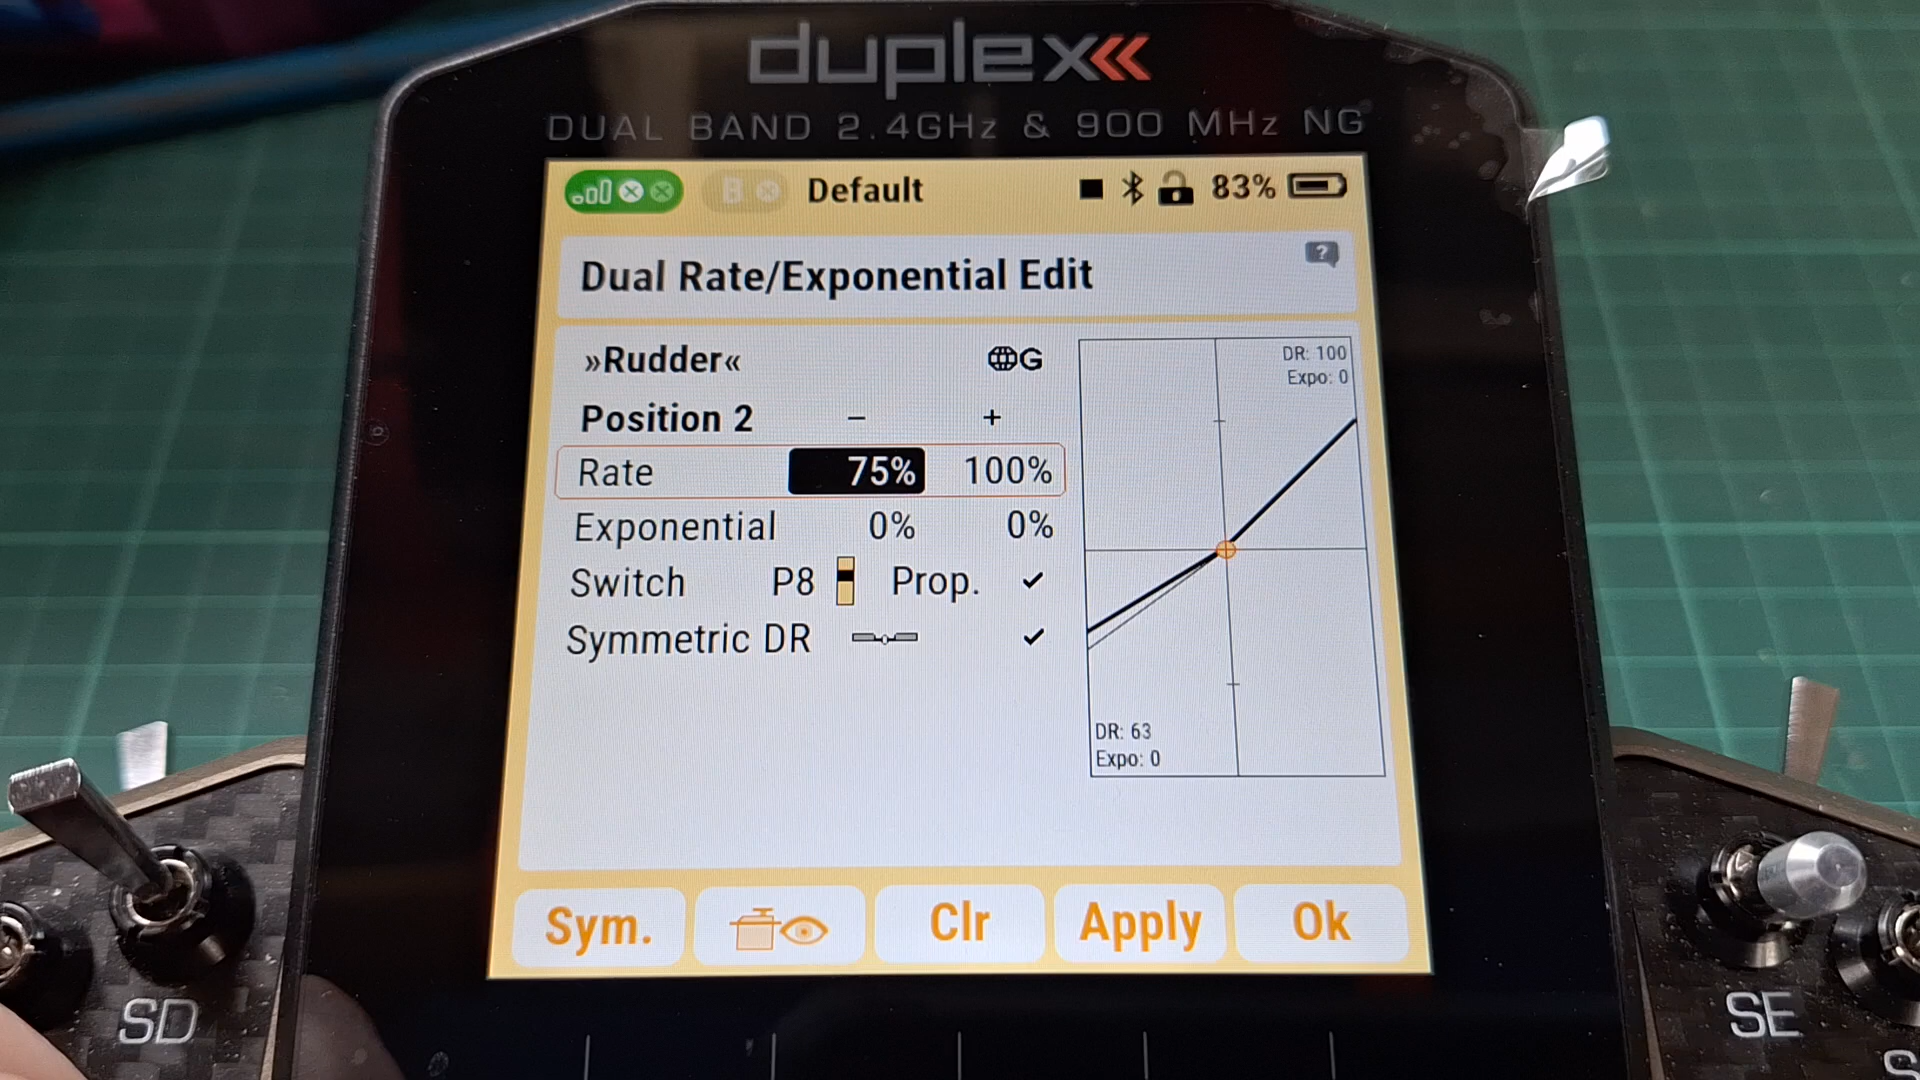 duplex
DUAL BAND 2.4GHz & 900 MHz NG
B Default 83%
Dual Rate/Exponential Edit ?
»Rudder« G
Position 2 - +
Rate 75% 100%
Exponential 0% 0%
Switch P8 Prop.
Symmetric DR
DR: 100
Expo: 0
DR: 63
Expo: 0
Sym. Clr Apply Ok
SD
SE